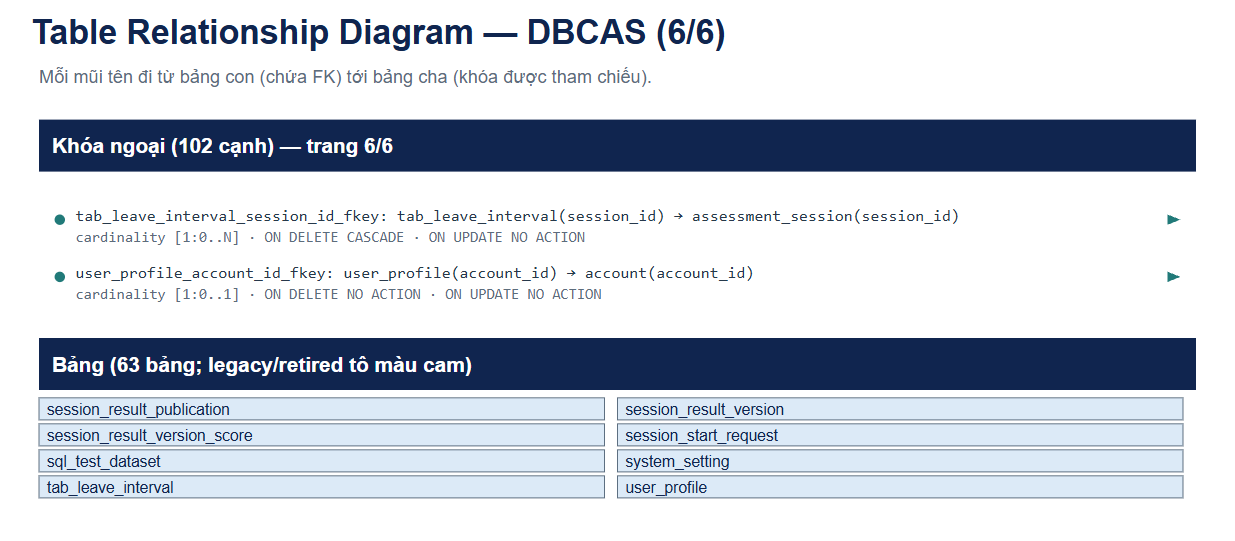 Table Relationship Diagram — DBCAS (6/6)
Mỗi mũi tên đi từ bảng con (chứa FK) tới bảng cha (khóa được tham chiếu).
Khóa ngoại (102 cạnh) — trang 6/6
tab_leave_interval_session_id_fkey: tab_leave_interval(session_id) → assessment_session(session_id)
cardinality [1:0..N] · ON DELETE CASCADE · ON UPDATE NO ACTION
user_profile_account_id_fkey: user_profile(account_id) → account(account_id)
cardinality [1:0..1] · ON DELETE NO ACTION · ON UPDATE NO ACTION
Bảng (63 bảng; legacy/retired tô màu cam)
session_result_publication
session_result_version
session_result_version_score
session_start_request
sql_test_dataset
system_setting
tab_leave_interval
user_profile